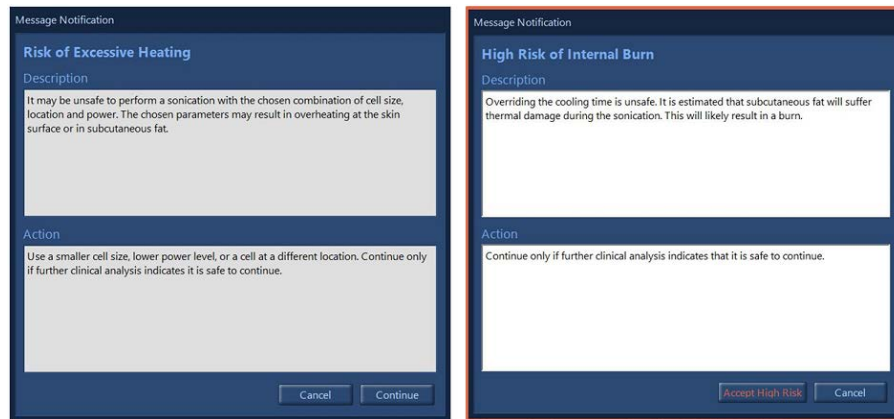 Message Notification
Risk of Excessive Heating
Description
It may be unsafe to perform a sonication with the chosen combination of cell size,
location and power. The chosen parameters may result in overheating at the skin
surface or in subcutaneous fat.
Action
Use a smaller cell size, lower power level, or a cell at a different location. Continue only
if further clinical analysis indicates it is safe to continue.
Cancel
Continue
Message Notification
High Risk of Internal Burn
Description
Overriding the cooling time is unsafe. It is estimated that subcutaneous fat will suffer
thermal damage during the sonication. This will likely result in a burn.
Action
Continue only if further clinical analysis indicates that it is safe to continue.
Accept High Risk
Cancel